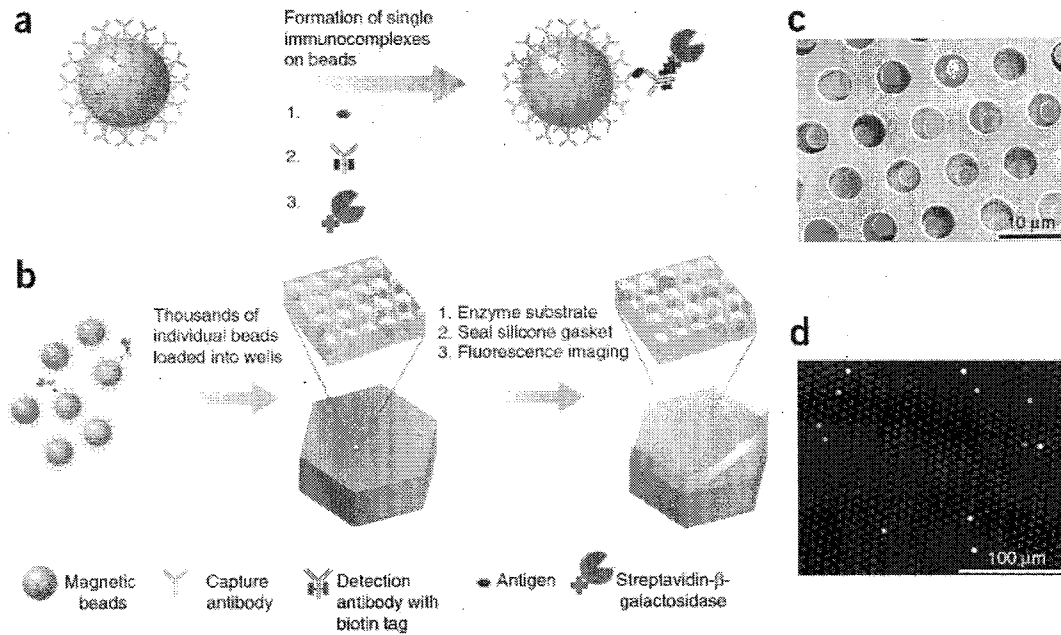 a
Formation of single
immunocomplexes
on beads
1.
2.
3.
c
10 μm
b
Thousands of
individual beads
loaded into wells
1. Enzyme substrate
2. Seal silicone gasket
3. Fluorescence imaging
d
100 μm
Magnetic
beads
Capture
antibody
Detection
antibody with
biotin tag
Antigen
Streptavidin-β-
galactosidase